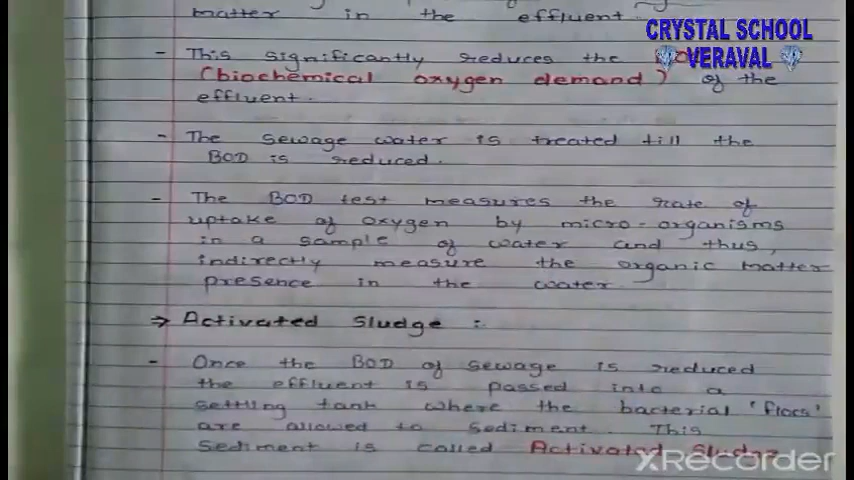 matter in the effluent
CRYSTAL SCHOOL
VERAVAL
- This significantly reduces the
(biochemical oxygen demand) of the
effluent.
- The sewage water is treated till the
BOD is reduced.
- The BOD test measures the rate of
uptake of oxygen by micro-organisms
in a sample of water and thus,
indirectly measure the organic matter
presence in the water
⇒ Activated Sludge :-
- Once the BOD of sewage is reduced
the effluent is passed into a
settling tank where the bacterial 'flocs'
are allowed to sediment. This
sediment is called Activated Sludge
XRecorder